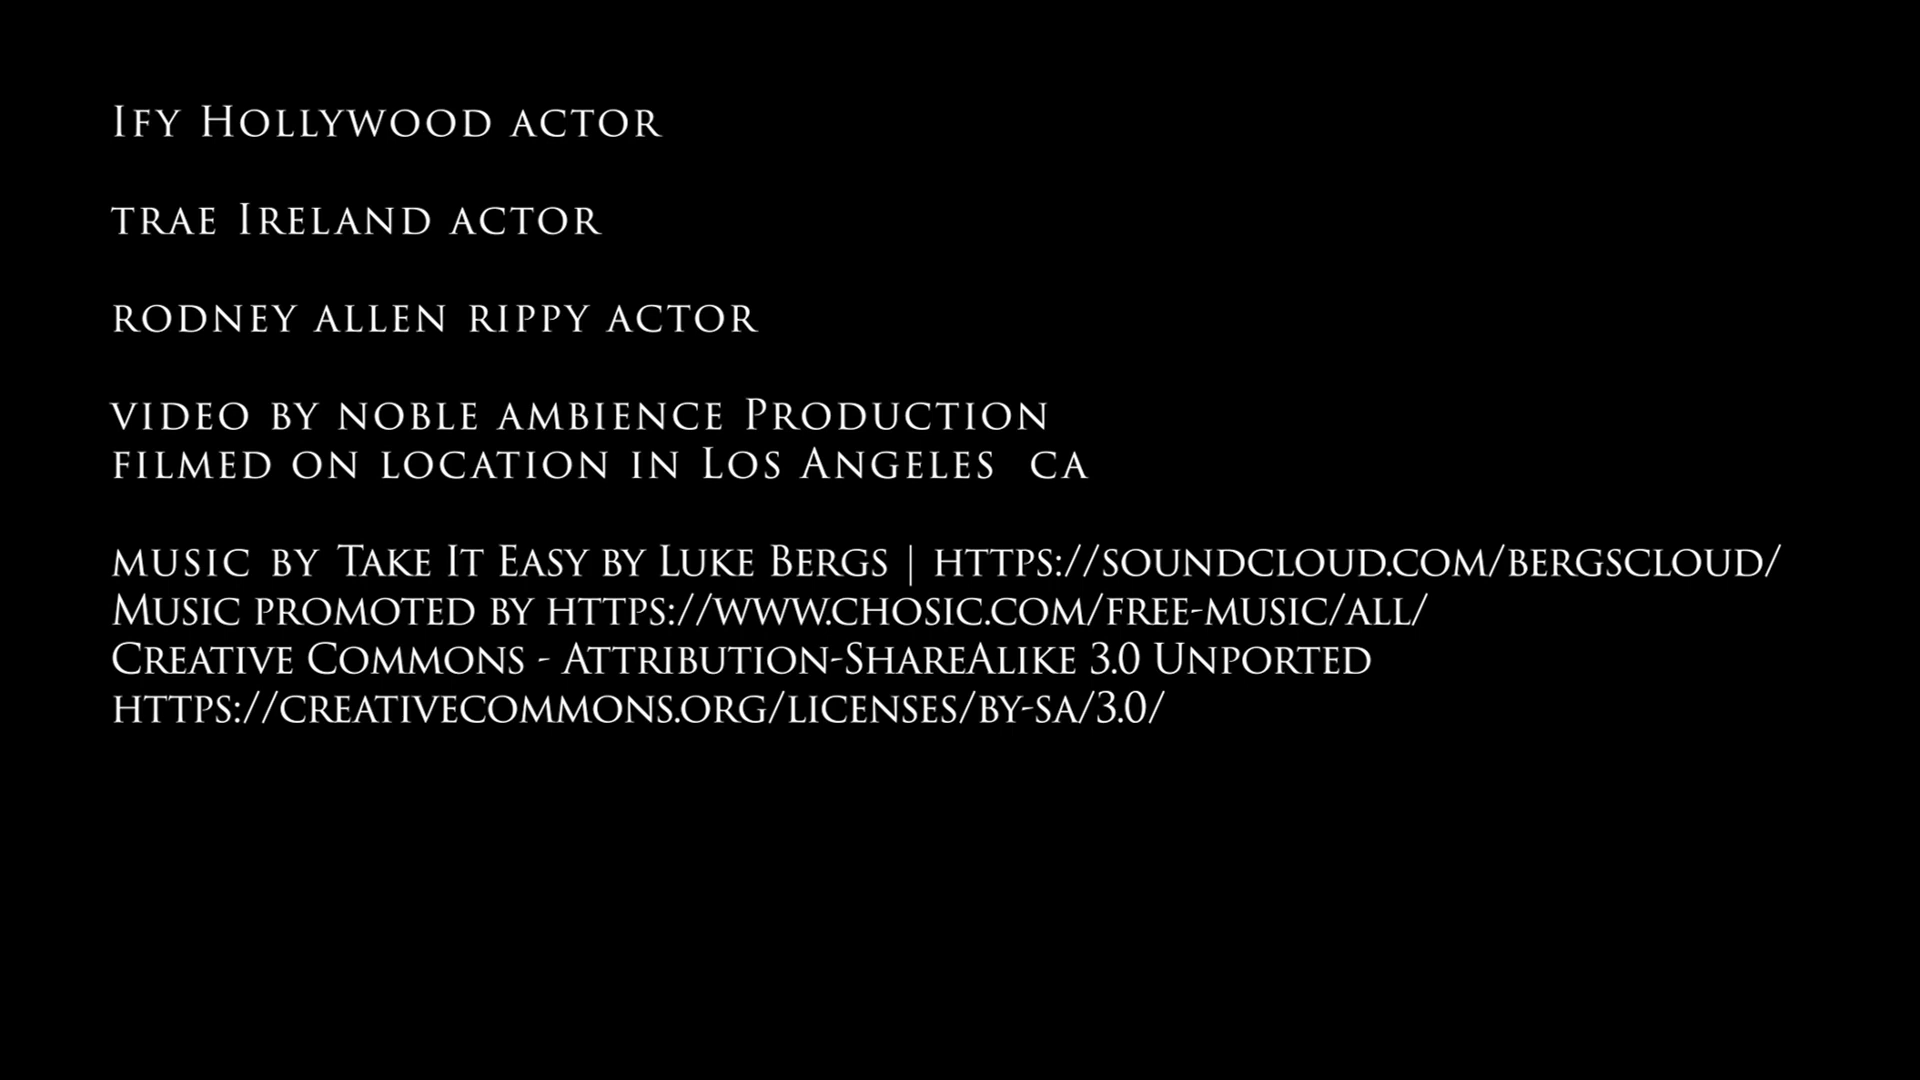 Ify Hollywood actor
trae Ireland actor
rodney allen rippy actor
video by noble ambience Production
filmed on location in Los Angeles  ca
music by Take It Easy by Luke Bergs | https://soundcloud.com/bergscloud/
Music promoted by https://www.chosic.com/free-music/all/
Creative Commons - Attribution-ShareAlike 3.0 Unported
https://creativecommons.org/licenses/by-sa/3.0/